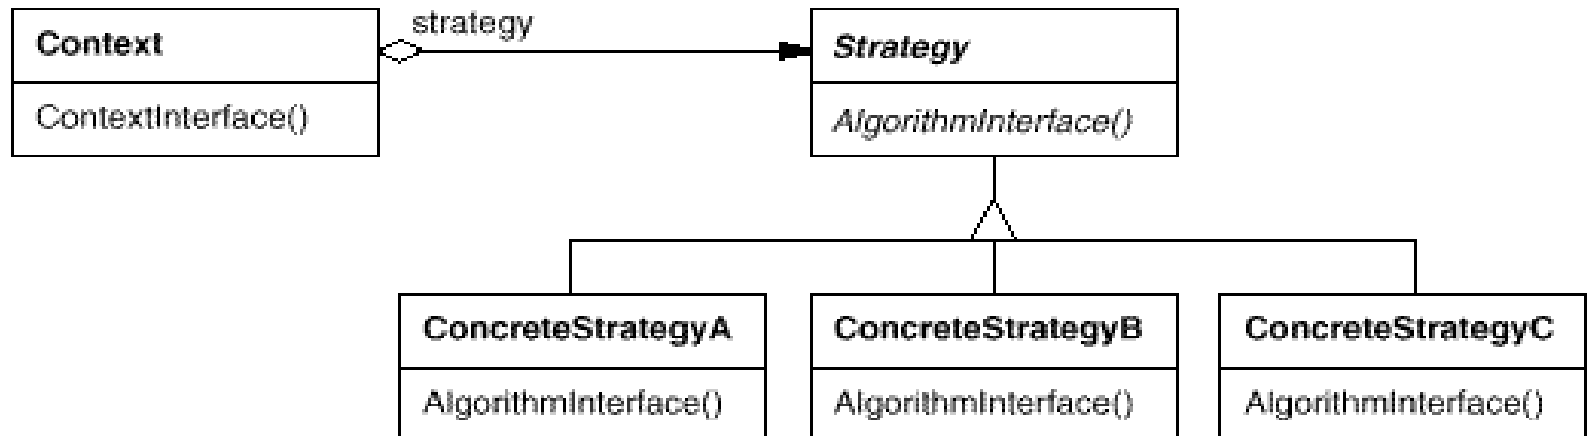 strategy
Context
Strategy
ContextInterface()
AlgorithmInterface()
ConcreteStrategyA
ConcreteStrategyB
ConcreteStrategyC
AlgorithmInterface()
AlgorithmInterface()
AlgorithmInterface()